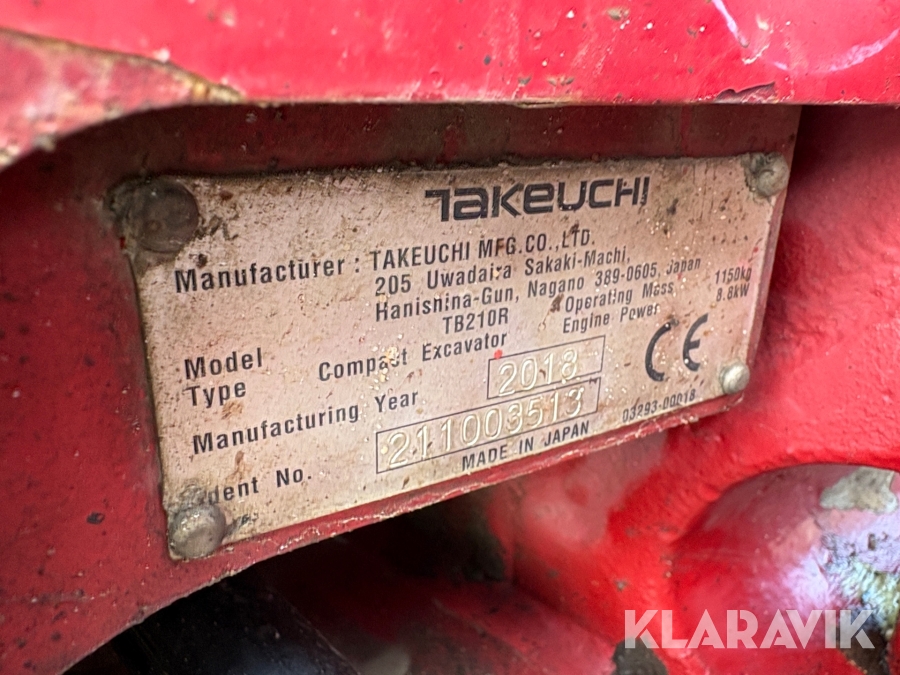 TAKEUCHI
Manufacturer : TAKEUCHI MFG.CO.,LTD.
205 Uwadaira Sakaki-Machi,
Hanishina-Gun, Nagano 389-0605, Japan
Model TB210R Operating Mass 1150kg
Type Compact Excavator Engine Power 8.8kW
Manufacturing Year 2018
Ident No. 211003513
CE
MADE IN JAPAN 03293-00018
KLARAVIK